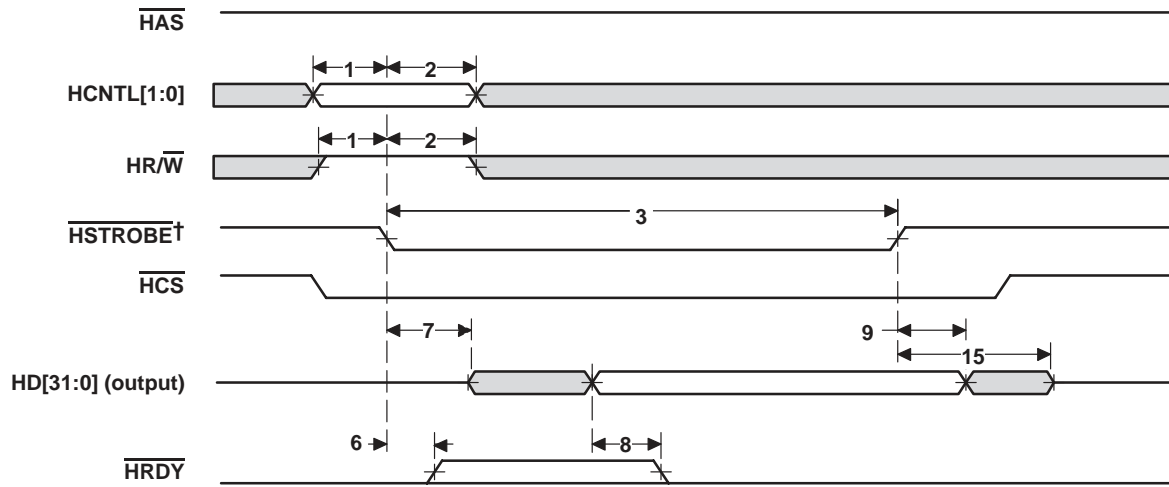 HAS
1 2
HCNTL[1:0]
1 2
HR/W
3
HSTROBE†
HCS
7 9
15
HD[31:0] (output)
6 8
HRDY